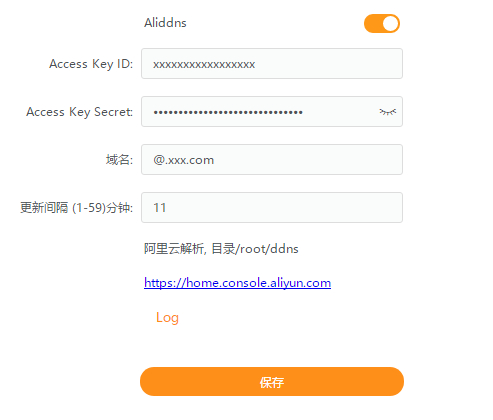 Aliddns
Access Key ID: xxxxxxxxxxxxxxxxx
Access Key Secret: ••••••••••••••••••••••••••••••
域名: @.xxx.com
更新间隔 (1-59)分钟: 11
阿里云解析, 目录/root/ddns
https://home.console.aliyun.com
Log
保存